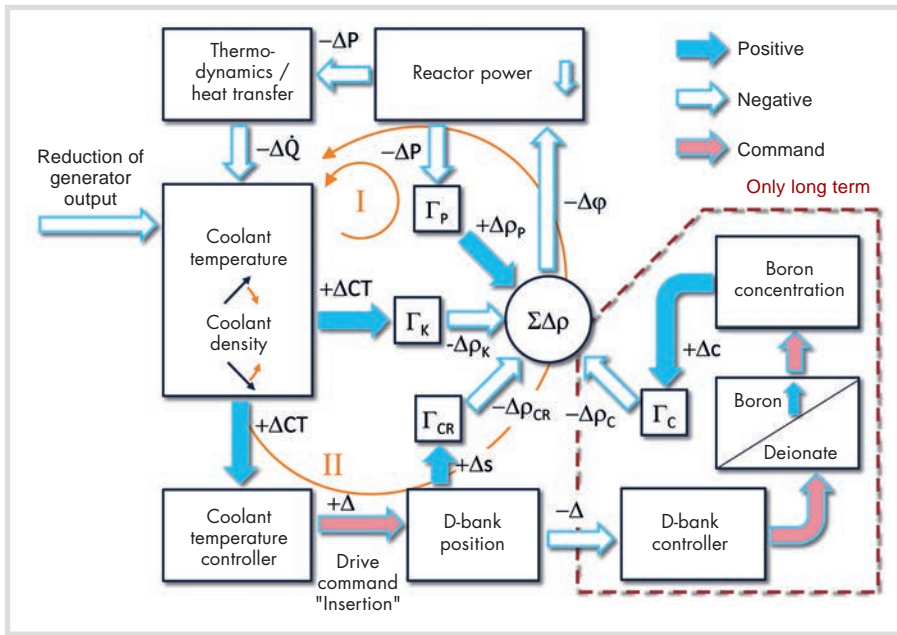 Thermo-
dynamics /
heat transfer
−ΔP
Reactor power
Positive
Negative
Command
Only long term
Reduction of
generator
output
−ΔQ̇
I
−ΔP
Γ_P
+Δρ_P
−Δφ
Coolant
temperature
Coolant
density
+ΔCT
Γ_K
-Δρ_K
ΣΔρ
Boron
concentration
+Δc
Γ_C
−Δρ_C
Γ_CR
−Δρ_CR
Boron
Deionate
+ΔCT
II
+Δs
Coolant
temperature
controller
+Δ
Drive
command
"Insertion"
D-bank
position
−Δ
D-bank
controller